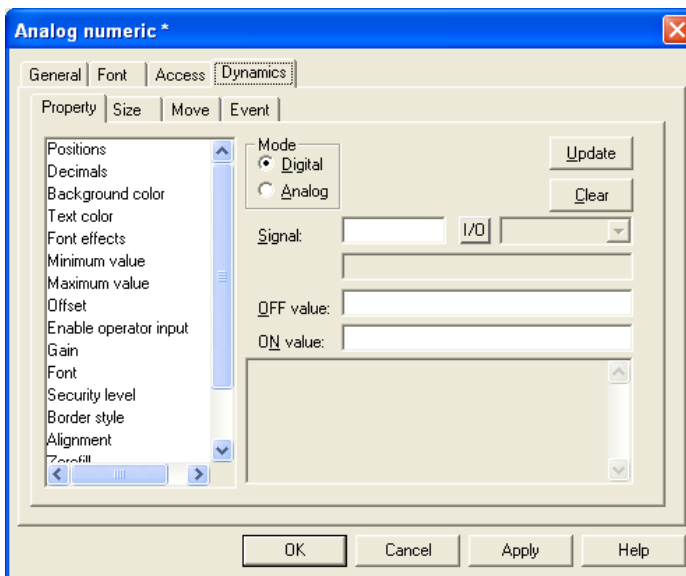 Analog numeric *
General Font Access Dynamics
Property Size Move Event
Positions
Decimals
Background color
Text color
Font effects
Minimum value
Maximum value
Offset
Enable operator input
Gain
Font
Security level
Border style
Alignment
Zerofill
Mode
Digital
Analog
Update
Clear
Signal: I/O
OFF value:
ON value:
OK Cancel Apply Help